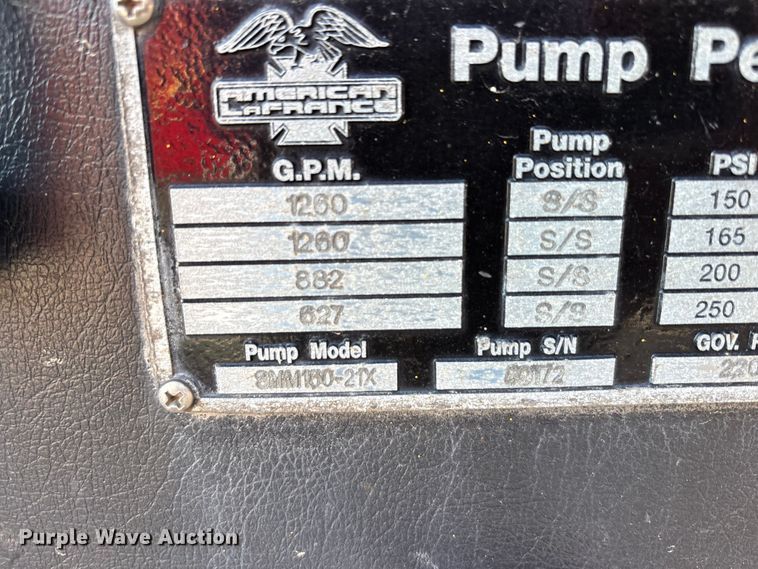 AMERICAN
LAFRANCE
Pump Pe
G.P.M. Pump Position PSI
1260 S/S 150
1260 S/S 165
882 S/S 200
627 S/S 250
Pump Model Pump S/N GOV.
220
Purple Wave Auction